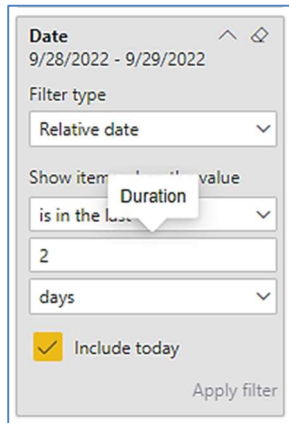 Date
9/28/2022 - 9/29/2022
Filter type
Relative date
Show item value
Duration
is in the
2
days
Include today
Apply filter